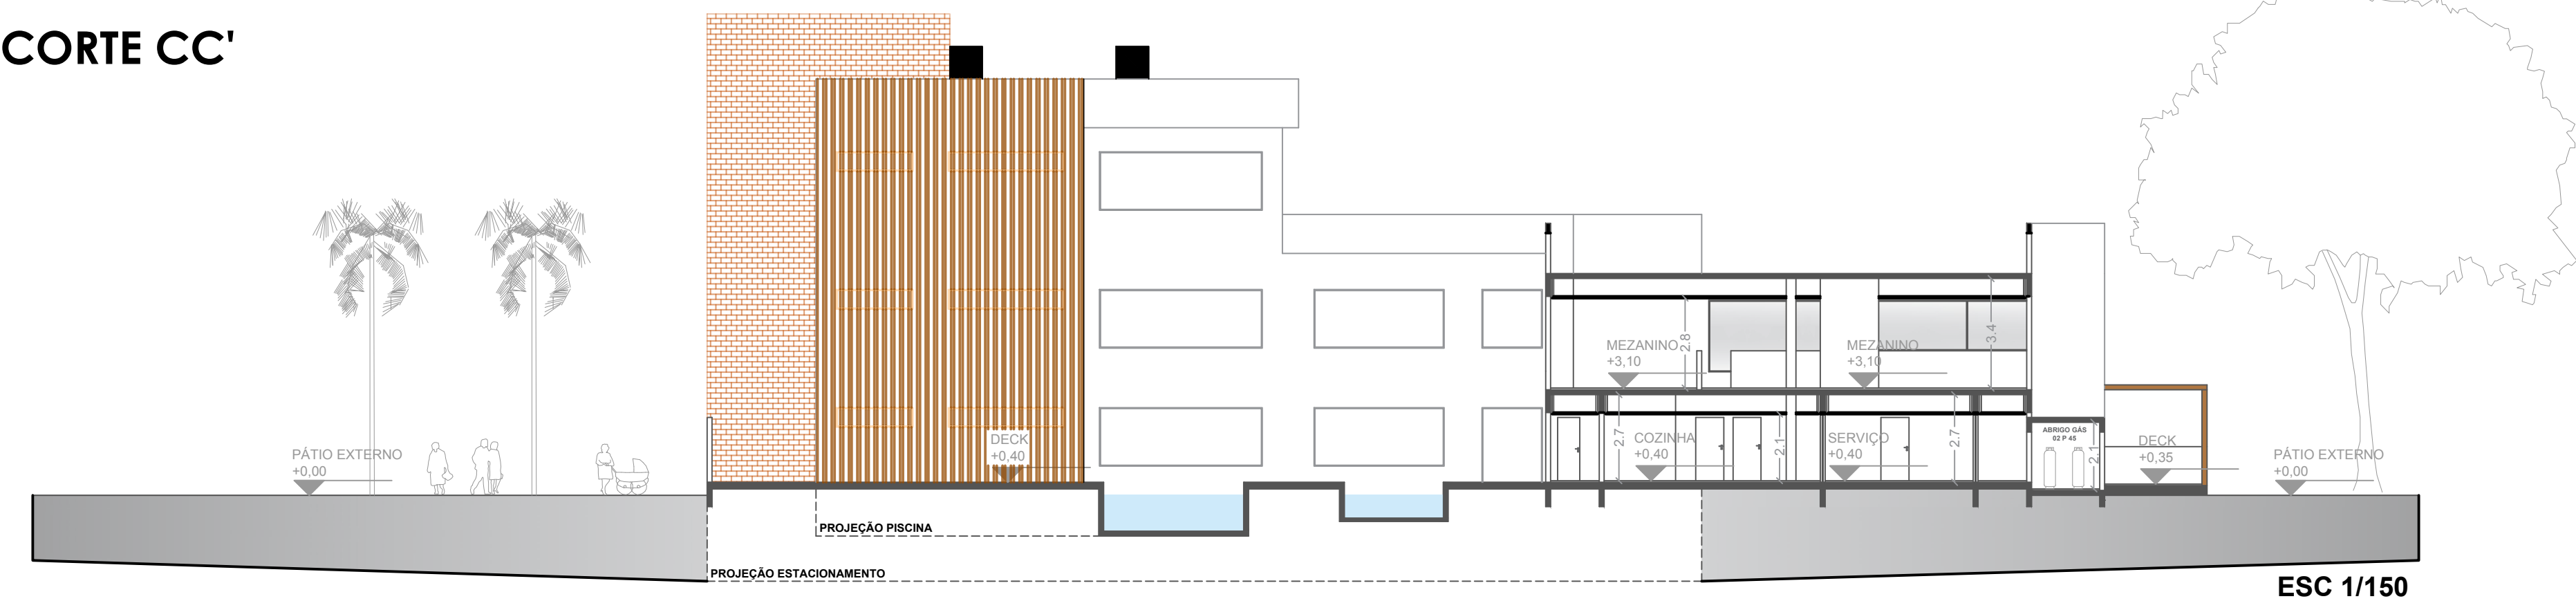 CORTE CC'
MEZANINO
+3,10
2.8
MEZANINO
+3,10
3.4
PÁTIO EXTERNO
+0,00
DECK
+0,40
2.7
COZINHA
+0,40
2.1
SERVIÇO
+0,40
2.7
ABRIGO GÁS
02 P 45
2.1
DECK
+0,35
PÁTIO EXTERNO
+0,00
PROJEÇÃO PISCINA
PROJEÇÃO ESTACIONAMENTO
ESC 1/150